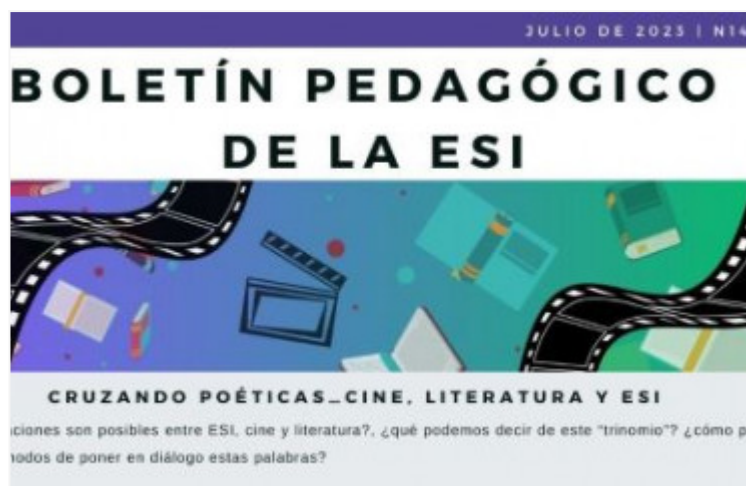 JULIO DE 2023 | N14
BOLETÍN PEDAGÓGICO
DE LA ESI
CRUZANDO POÉTICAS_CINE, LITERATURA Y ESI
ciones son posibles entre ESI, cine y literatura?, ¿qué podemos decir de este "trinomio"? ¿cómo p
odos de poner en diálogo estas palabras?